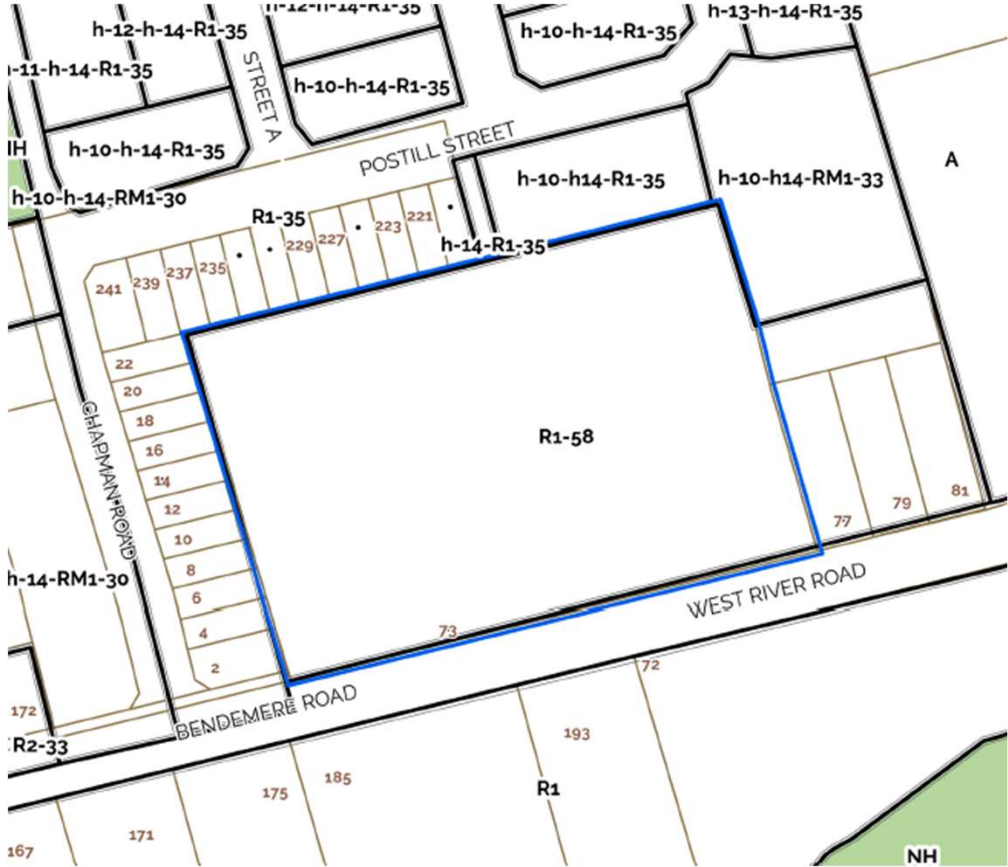 h-12-h-14-R1-35
h-13-h-14-R1-35
h-12-h-14-R1-35
h-10-h-14-R1-35
-11-h-14-R1-35
STREET A
h-10-h-14-R1-35
POSTILL STREET
h-10-h-14-R1-35
A
h-10-h14-R1-35
h-10-h14-RM1-33
h-10-h-14-RM1-30
R1-35
221
223
227
229
h-14-R1-35
235
237
239
241
22
20
18
R1-58
16
14
12
10
8
6
4
2
CHAPMAN ROAD
81
79
77
h-14-RM1-30
WEST RIVER ROAD
73
72
BENDEMERE ROAD
172
R2-33
193
185
175
R1
171
167
NH